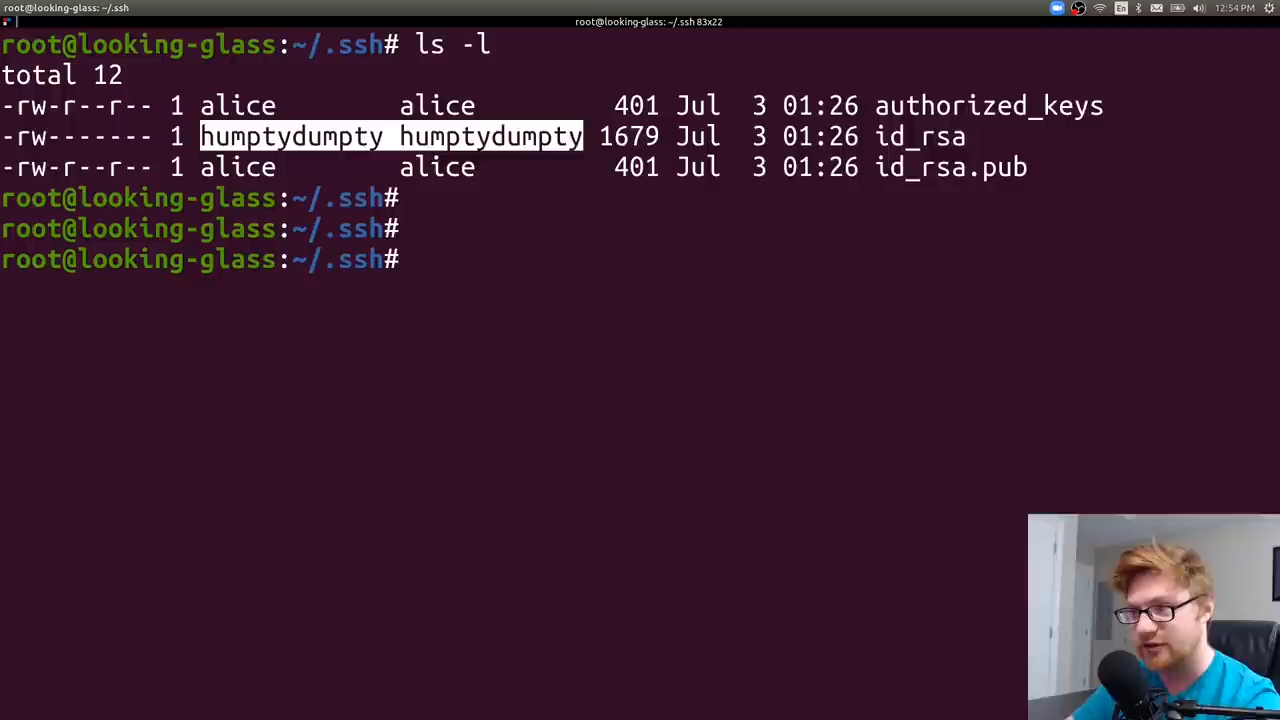 root@looking-glass: ~/.ssh
En
12:54 PM
root@looking-glass: ~/.ssh 83x22
root@looking-glass:~/.ssh# ls -l
total 12
-rw-r--r-- 1 alice        alice         401 Jul  3 01:26 authorized_keys
-rw------- 1 humptydumpty humptydumpty 1679 Jul  3 01:26 id_rsa
-rw-r--r-- 1 alice        alice         401 Jul  3 01:26 id_rsa.pub
root@looking-glass:~/.ssh#
root@looking-glass:~/.ssh#
root@looking-glass:~/.ssh#